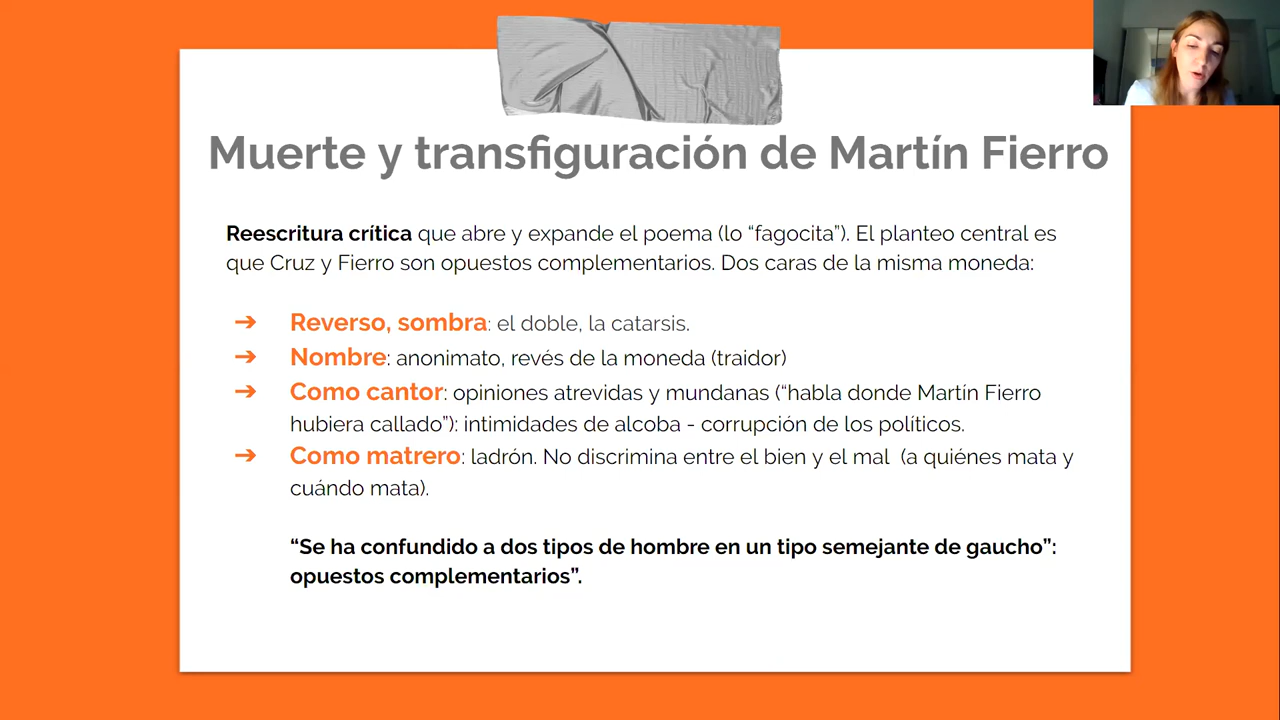 Muerte y transfiguración de Martín Fierro
Reescritura crítica que abre y expande el poema (lo “fagocita”). El planteo central es
que Cruz y Fierro son opuestos complementarios. Dos caras de la misma moneda:
➔ Reverso, sombra: el doble, la catarsis.
➔ Nombre: anonimato, revés de la moneda (traidor)
➔ Como cantor: opiniones atrevidas y mundanas (“habla donde Martín Fierro
hubiera callado”): intimidades de alcoba - corrupción de los políticos.
➔ Como matrero: ladrón. No discrimina entre el bien y el mal (a quiénes mata y
cuándo mata).
“Se ha confundido a dos tipos de hombre en un tipo semejante de gaucho”:
opuestos complementarios”.